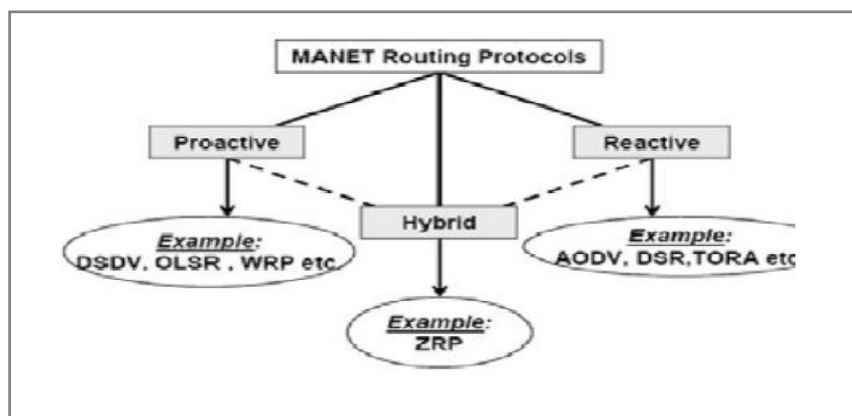 MANET Routing Protocols
Proactive
Reactive
Hybrid
Example:
DSDV, OLSR , WRP etc
Example:
AODV, DSR,TORA etc
Example:
ZRP